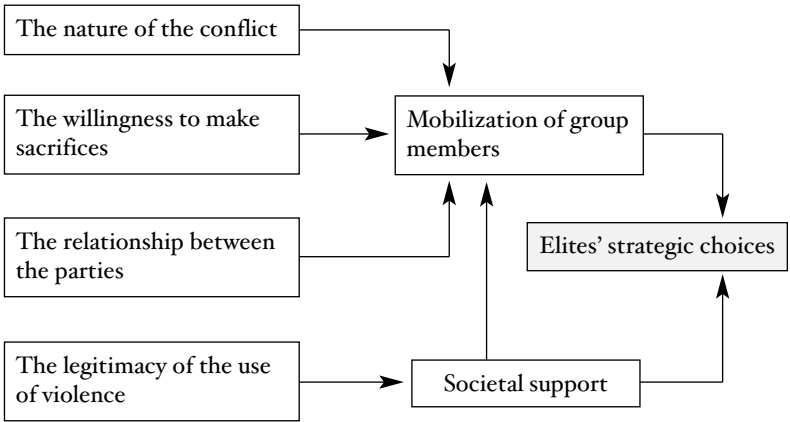 The nature of the conflict
The willingness to make
sacrifices
Mobilization of group
members
The relationship between
the parties
Elites’ strategic choices
The legitimacy of the use
of violence
Societal support